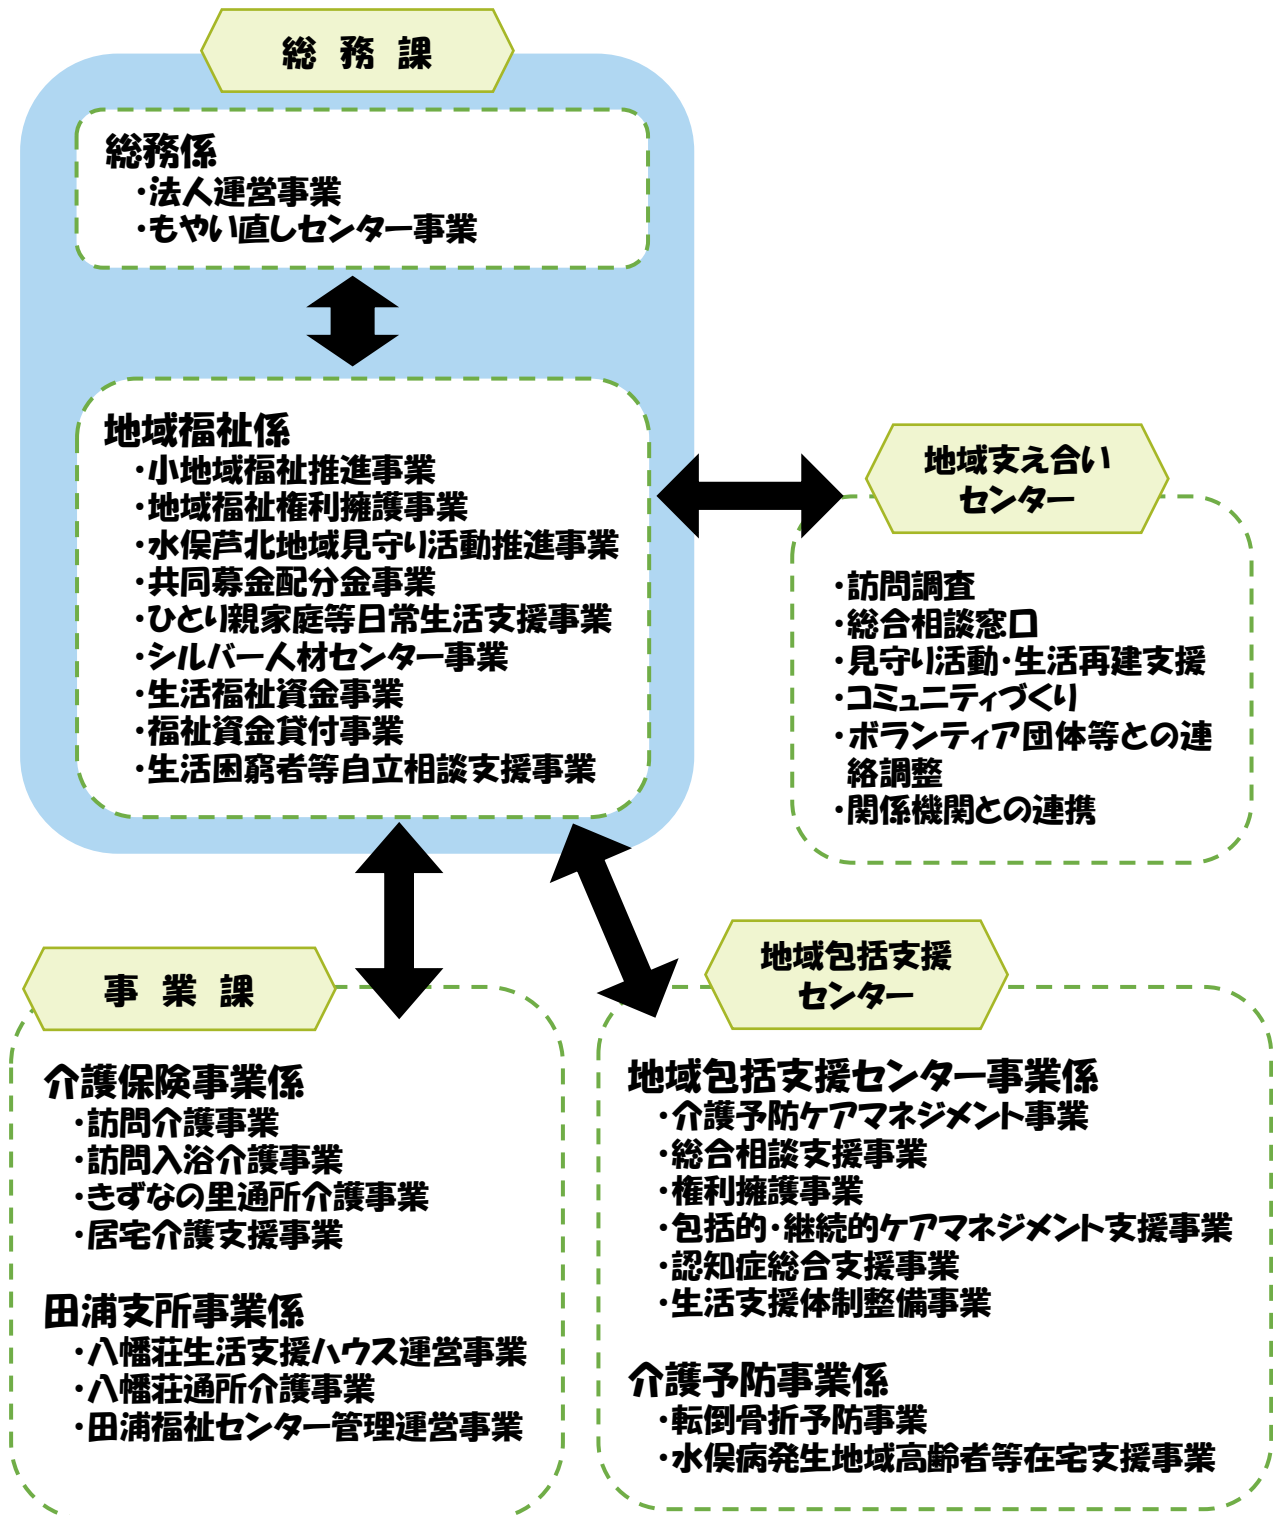 総務課
総務係
・法人運営事業
・もやい直しセンター事業
地域福祉係
・小地域福祉推進事業
・地域福祉権利擁護事業
・水俣芦北地域見守り活動推進事業
・共同募金配分金事業
・ひとり親家庭等日常生活支援事業
・シルバー人材センター事業
・生活福祉資金事業
・福祉資金貸付事業
・生活困窮者等自立相談支援事業
地域支え合い
センター
・訪問調査
・総合相談窓口
・見守り活動・生活再建支援
・コミュニティづくり
・ボランティア団体等との連
絡調整
・関係機関との連携
事業課
介護保険事業係
・訪問介護事業
・訪問入浴介護事業
・きずなの里通所介護事業
・居宅介護支援事業
田浦支所事業係
・八幡荘生活支援ハウス運営事業
・八幡荘通所介護事業
・田浦福祉センター管理運営事業
地域包括支援
センター
地域包括支援センター事業係
・介護予防ケアマネジメント事業
・総合相談支援事業
・権利擁護事業
・包括的・継続的ケアマネジメント支援事業
・認知症総合支援事業
・生活支援体制整備事業
介護予防事業係
・転倒骨折予防事業
・水俣病発生地域高齢者等在宅支援事業